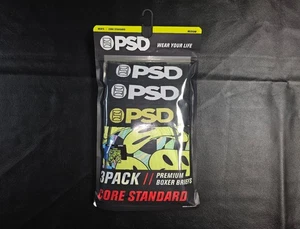 PSD
WEAR YOUR LIFE
PSD
PSD
PSD
3PACK // PREMIUM
BOXER BRIEFS
CORE STANDARD